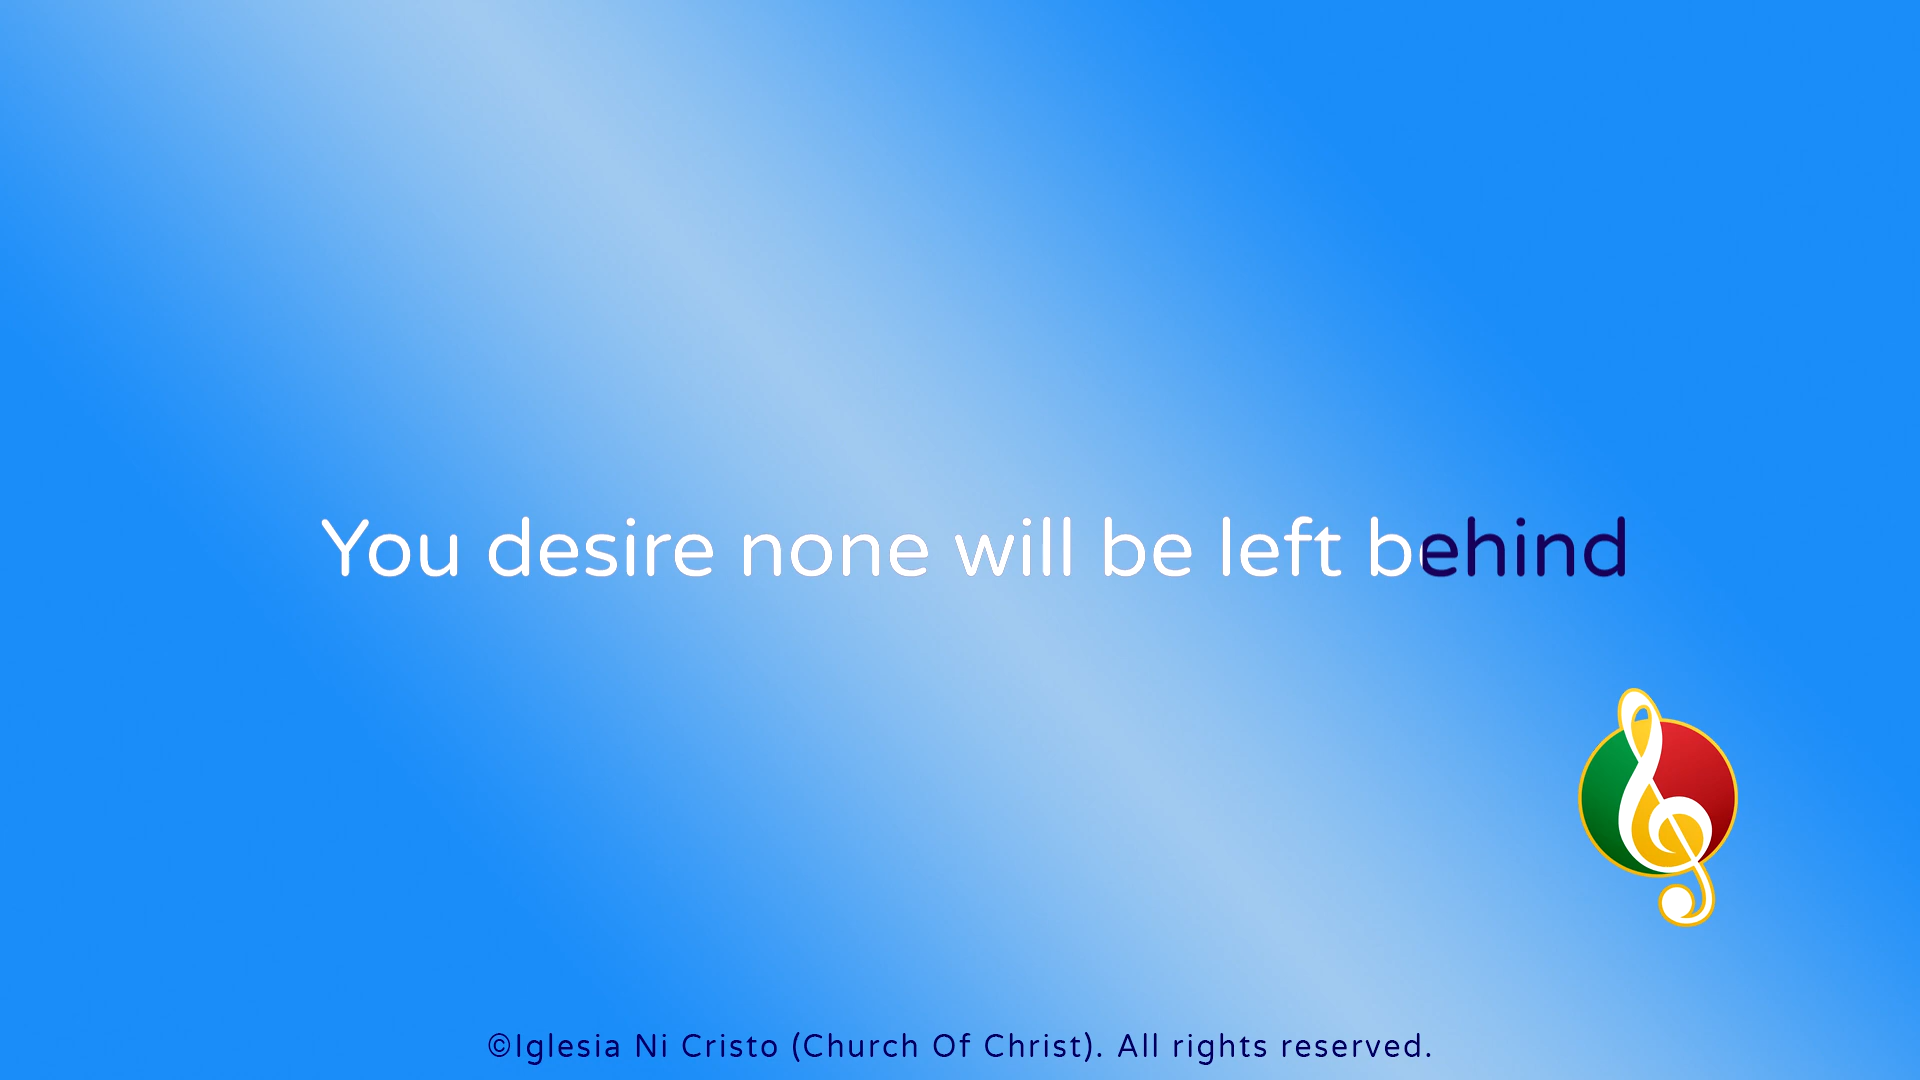 You desire none will be left behind
©Iglesia Ni Cristo (Church Of Christ). All rights reserved.